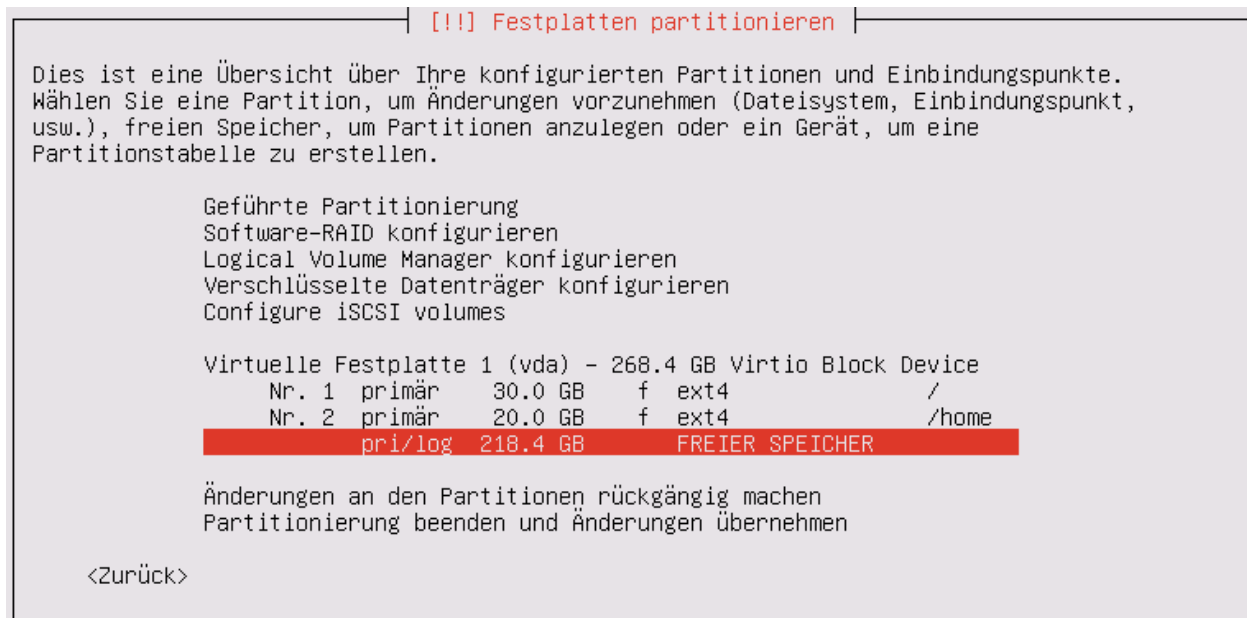 [!!] Festplatten partitionieren
Dies ist eine Übersicht über Ihre konfigurierten Partitionen und Einbindungspunkte.
Wählen Sie eine Partition, um Änderungen vorzunehmen (Dateisystem, Einbindungspunkt,
usw.), freien Speicher, um Partitionen anzulegen oder ein Gerät, um eine
Partitionstabelle zu erstellen.
Geführte Partitionierung
Software-RAID konfigurieren
Logical Volume Manager konfigurieren
Verschlüsselte Datenträger konfigurieren
Configure iSCSI volumes
Virtuelle Festplatte 1 (vda) - 268.4 GB Virtio Block Device
Nr. 1 primär 30.0 GB f ext4 /
Nr. 2 primär 20.0 GB f ext4 /home
pri/log 218.4 GB FREIER SPEICHER
Änderungen an den Partitionen rückgängig machen
Partitionierung beenden und Änderungen übernehmen
<Zurück>